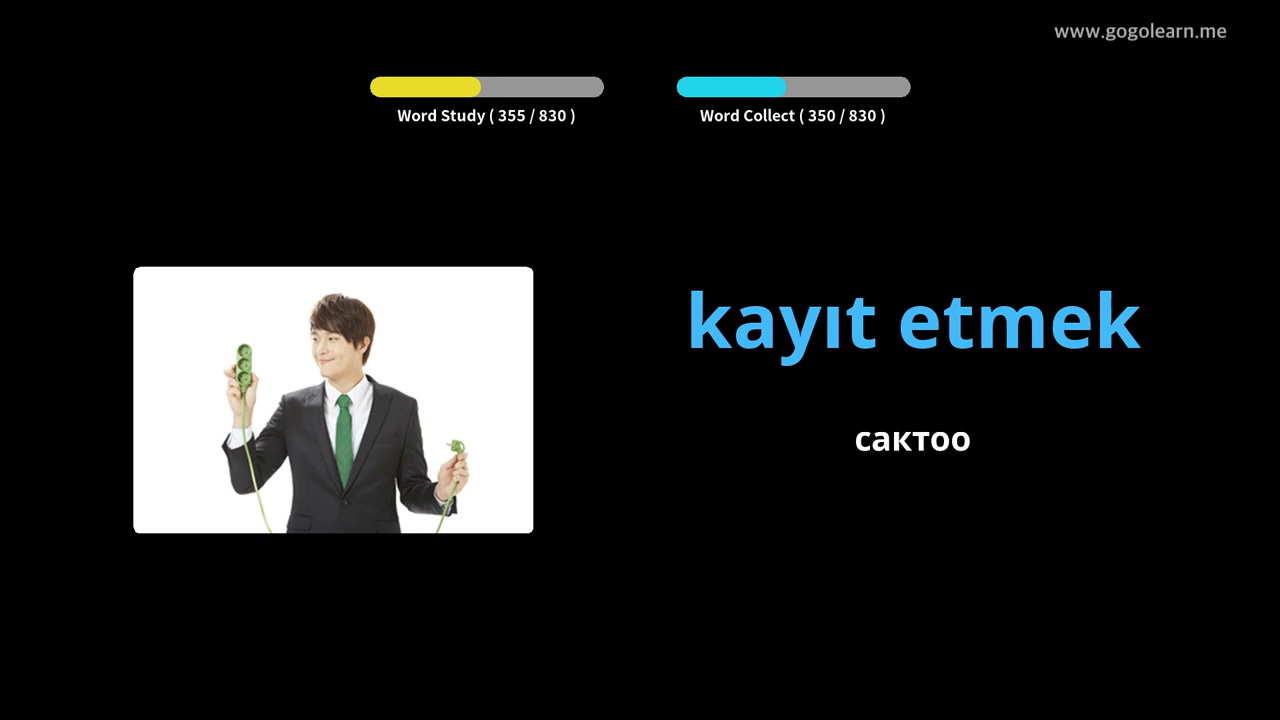 www.gogolearn.me
Word Study ( 355 / 830 )
Word Collect ( 350 / 830 )
kayıt etmek
сактоо